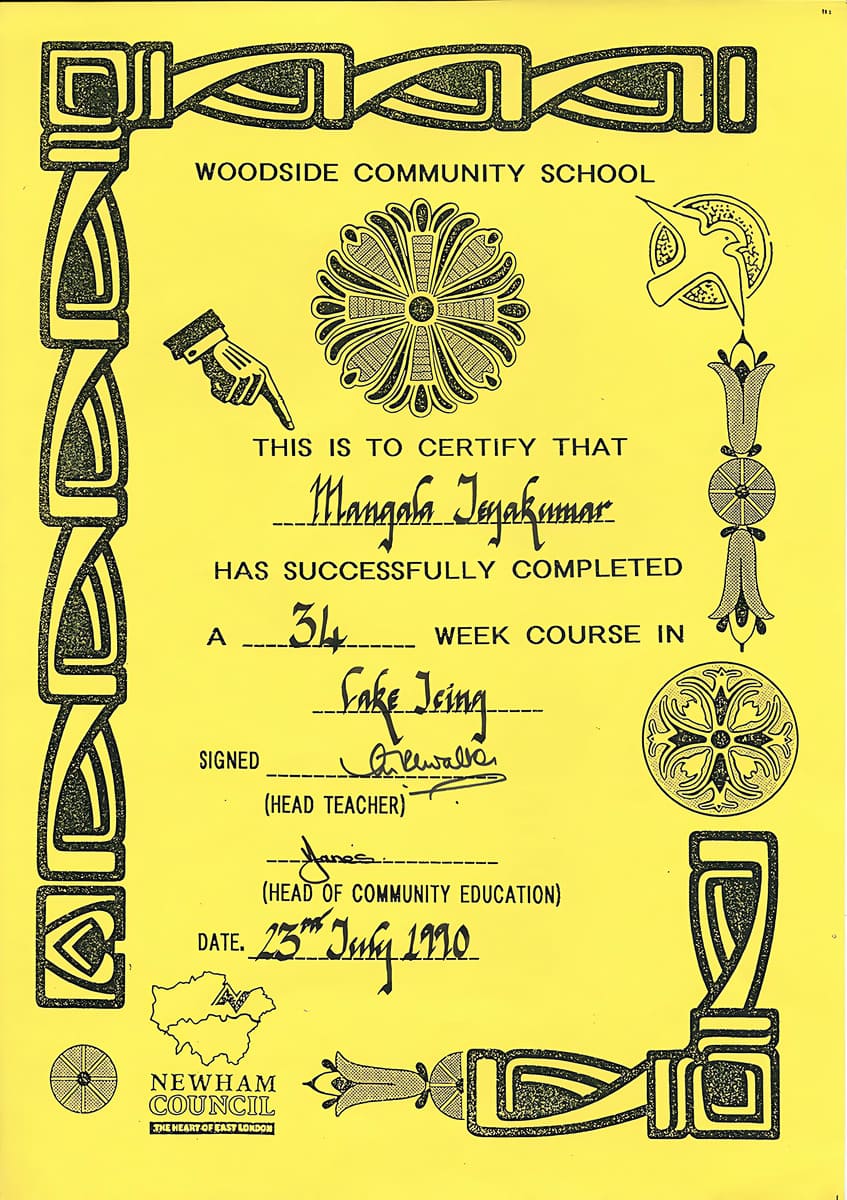 WOODSIDE COMMUNITY SCHOOL
THIS IS TO CERTIFY THAT
Mangala Jeyakumar
HAS SUCCESSFULLY COMPLETED
A 34 WEEK COURSE IN
Cake Icing
SIGNED
(HEAD TEACHER)
(HEAD OF COMMUNITY EDUCATION)
DATE. 23rd July 1990
NEWHAM
COUNCIL
THE HEART OF EAST LONDON